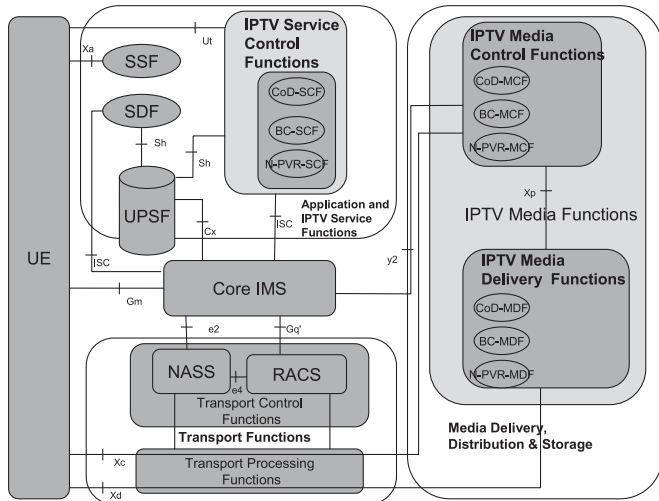 UE
Xa
Ut
SSF
SDF
Sh
Sh
UPSF
ISC
Cx
ISC
IPTV Service
Control
Functions
CoD-SCF
BC-SCF
N-PVR-SCF
Application and
IPTV Service
Functions
IPTV Media
Control Functions
CoD-MCF
BC-MCF
N-PVR-MCF
Xp
IPTV Media Functions
y2
IPTV Media
Delivery Functions
CoD-MDF
BC-MDF
N-PVR-MDF
Media Delivery,
Distribution & Storage
Gm
Core IMS
e2
Gq'
NASS
e4
RACS
Transport Control
Functions
Transport Functions
Transport Processing
Functions
Xc
Xd